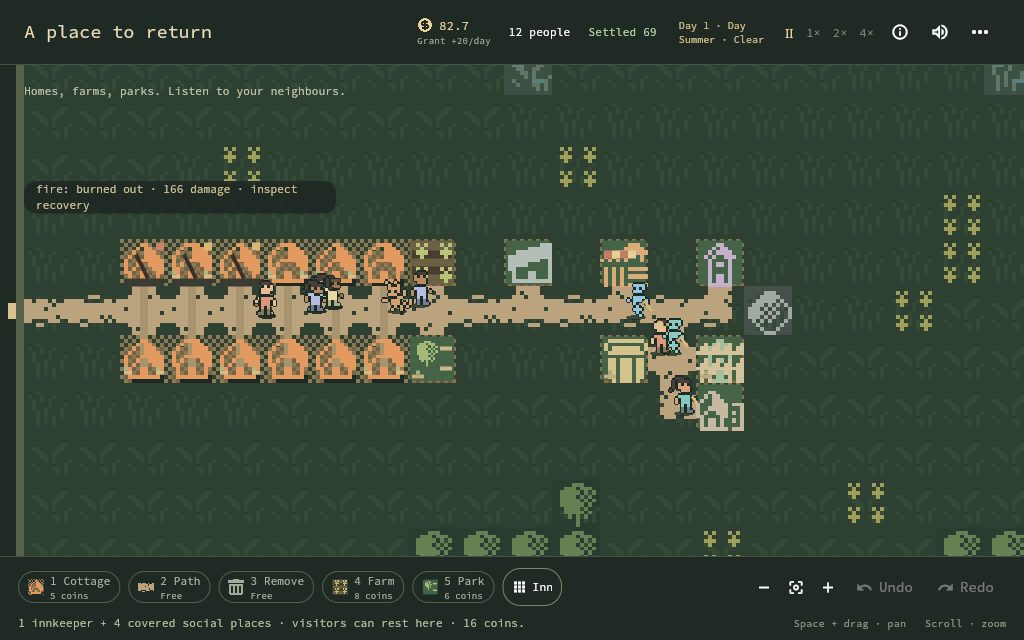 A place to return
82.7
Grant +20/day
12 people
Settled 69
Day 1 · Day
Summer · Clear
II
1×
2×
4×
Homes, farms, parks. Listen to your neighbours.
fire: burned out · 166 damage · inspect
recovery
1 Cottage
5 coins
2 Path
Free
3 Remove
Free
4 Farm
8 coins
5 Park
6 coins
Inn
Undo
Redo
1 innkeeper + 4 covered social places · visitors can rest here · 16 coins.
Space + drag · pan
Scroll · zoom